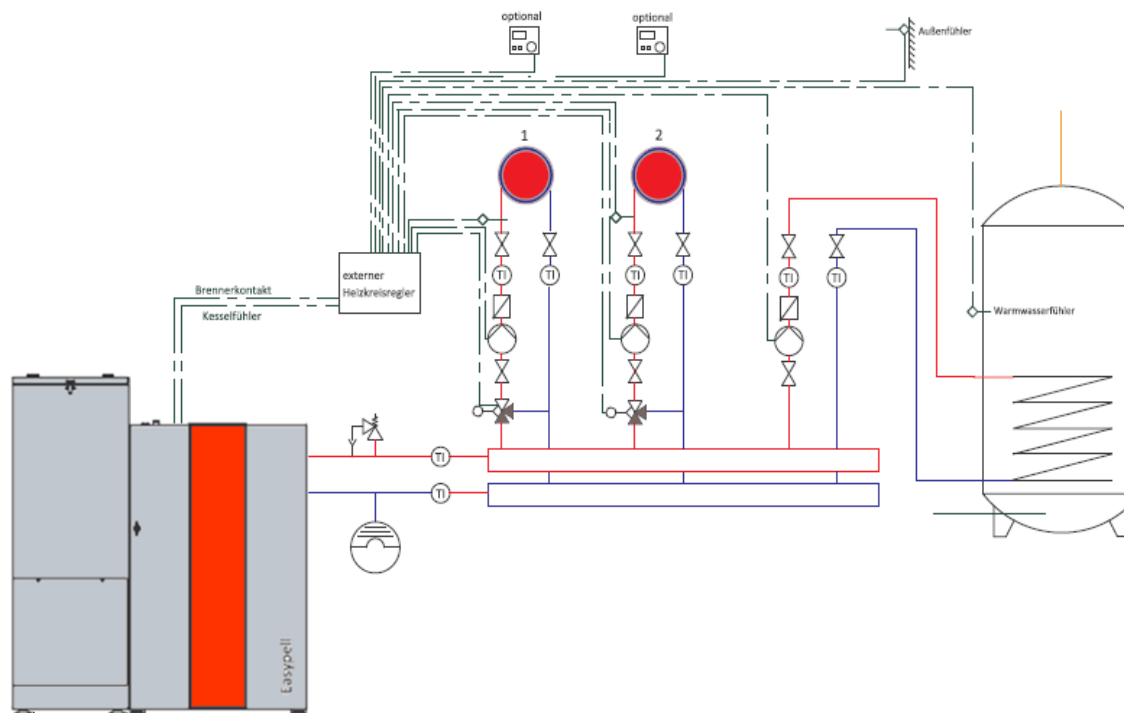 optional
optional
Außenfühler
1
2
externer
Heizkreisregler
Brennerkontakt
Kesselfühler
Warmwasserfühler
TI
TI
TI
TI
TI
TI
TI
TI
Easypell